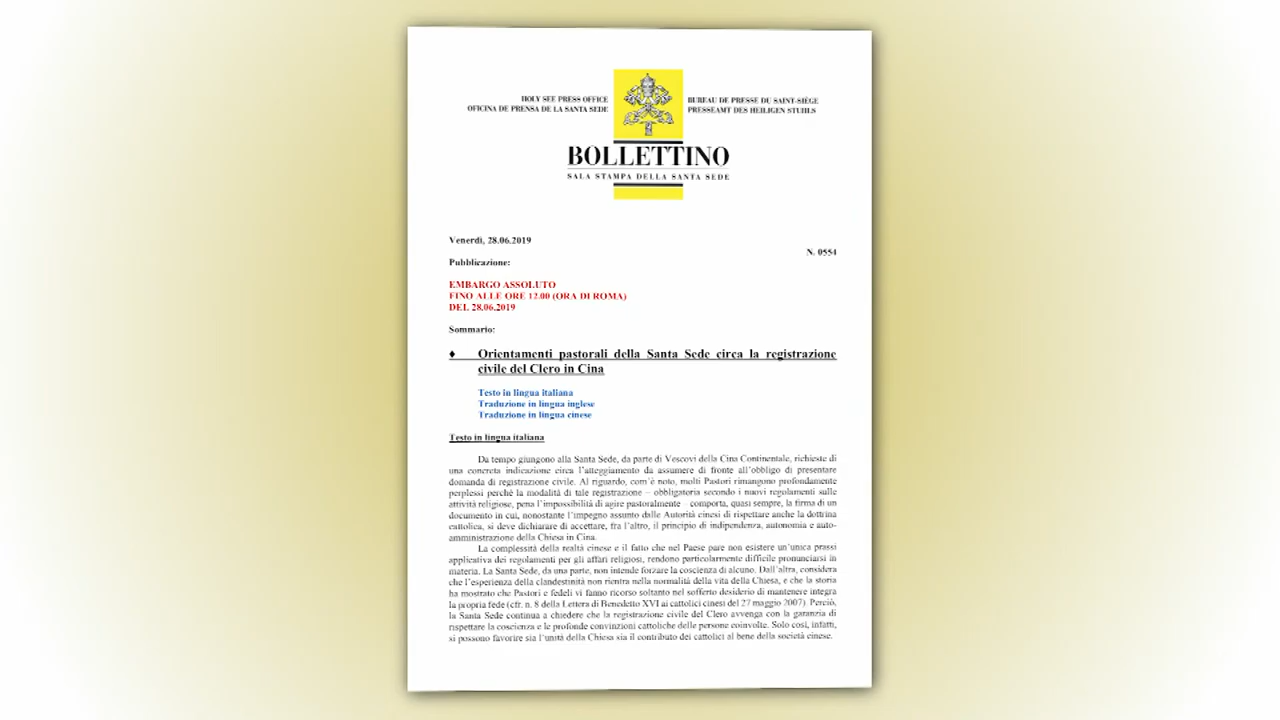 HOLY SEE PRESS OFFICE
OFICINA DE PRENSA DE LA SANTA SEDE
BUREAU DE PRESSE DU SAINT-SIÈGE
PRESSEAMT DES HEILIGEN STUHLS
BOLLETTINO
SALA STAMPA DELLA SANTA SEDE
Venerdì, 28.06.2019
N. 0554
Pubblicazione:
EMBARGO ASSOLUTO
FINO ALLE ORE 12.00 (ORA DI ROMA)
DEL 28.06.2019
Sommario:
♦ Orientamenti pastorali della Santa Sede circa la registrazione
civile del Clero in Cina
Testo in lingua italiana
Traduzione in lingua inglese
Traduzione in lingua cinese
Testo in lingua italiana
Da tempo giungono alla Santa Sede, da parte di Vescovi della Cina Continentale, richieste di
una concreta indicazione circa l'atteggiamento da assumere di fronte all'obbligo di presentare
domanda di registrazione civile. Al riguardo, com'è noto, molti Pastori rimangono profondamente
perplessi perché la modalità di tale registrazione – obbligatoria secondo i nuovi regolamenti sulle
attività religiose, pena l'impossibilità di agire pastoralmente – comporta, quasi sempre, la firma di un
documento in cui, nonostante l'impegno assunto dalle Autorità cinesi di rispettare anche la dottrina
cattolica, si deve dichiarare di accettare, fra l'altro, il principio di indipendenza, autonomia e auto-
amministrazione della Chiesa in Cina.
La complessità della realtà cinese e il fatto che nel Paese pare non esistere un'unica prassi
applicativa dei regolamenti per gli affari religiosi, rendono particolarmente difficile pronunciarsi in
materia. La Santa Sede, da una parte, non intende forzare la coscienza di alcuno. Dall'altra, considera
che l'esperienza della clandestinità non rientra nella normalità della vita della Chiesa, e che la storia
ha mostrato che Pastori e fedeli vi fanno ricorso soltanto nel sofferto desiderio di mantenere integra
la propria fede (cfr. n. 8 della Lettera di Benedetto XVI ai cattolici cinesi del 27 maggio 2007). Perciò,
la Santa Sede continua a chiedere che la registrazione civile del Clero avvenga con la garanzia di
rispettare la coscienza e le profonde convinzioni cattoliche delle persone coinvolte. Solo così, infatti,
si possono favorire sia l'unità della Chiesa sia il contributo dei cattolici al bene della società cinese.